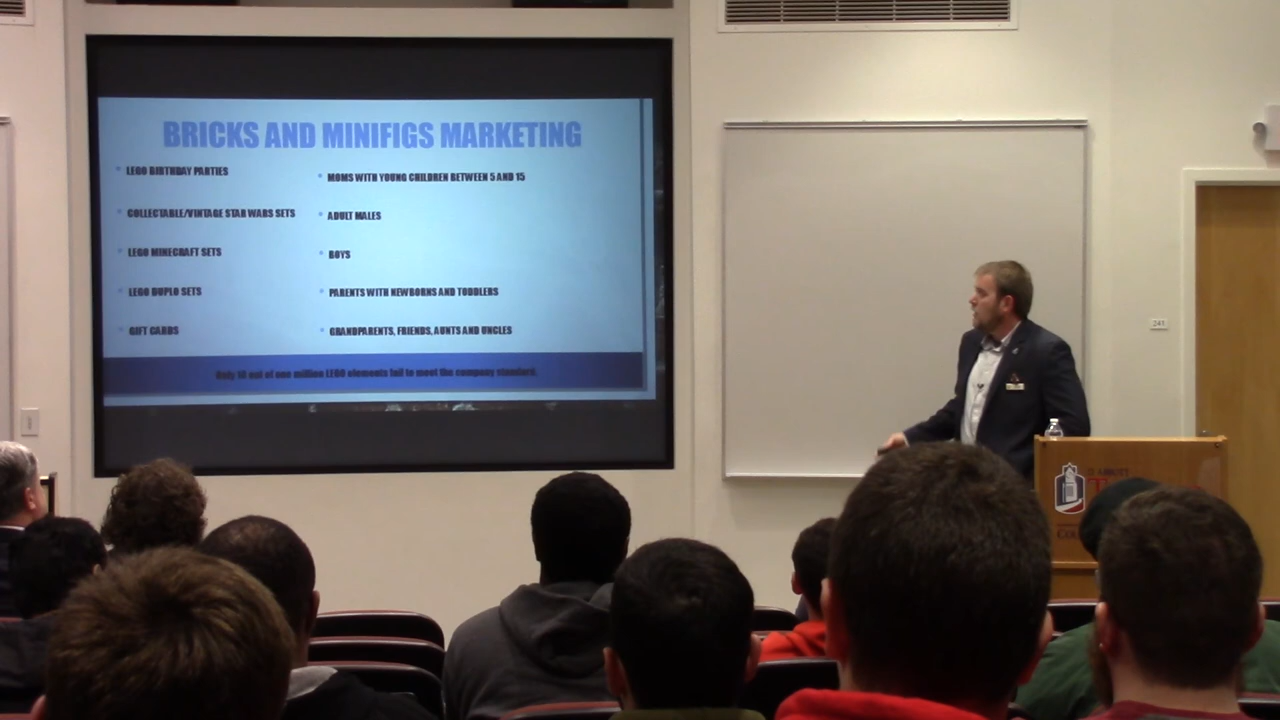 BRICKS AND MINIFIGS MARKETING
LEGO BIRTHDAY PARTIES
COLLECTABLE/VINTAGE STAR WARS SETS
LEGO MINECRAFT SETS
LEGO DUPLO SETS
GIFT CARDS
MOMS WITH YOUNG CHILDREN BETWEEN 5 AND 15
ADULT MALES
BOYS
PARENTS WITH NEWBORNS AND TODDLERS
GRANDPARENTS, FRIENDS, AUNTS AND UNCLES
Only 18 out of one million LEGO elements fail to meet the company standard.
241